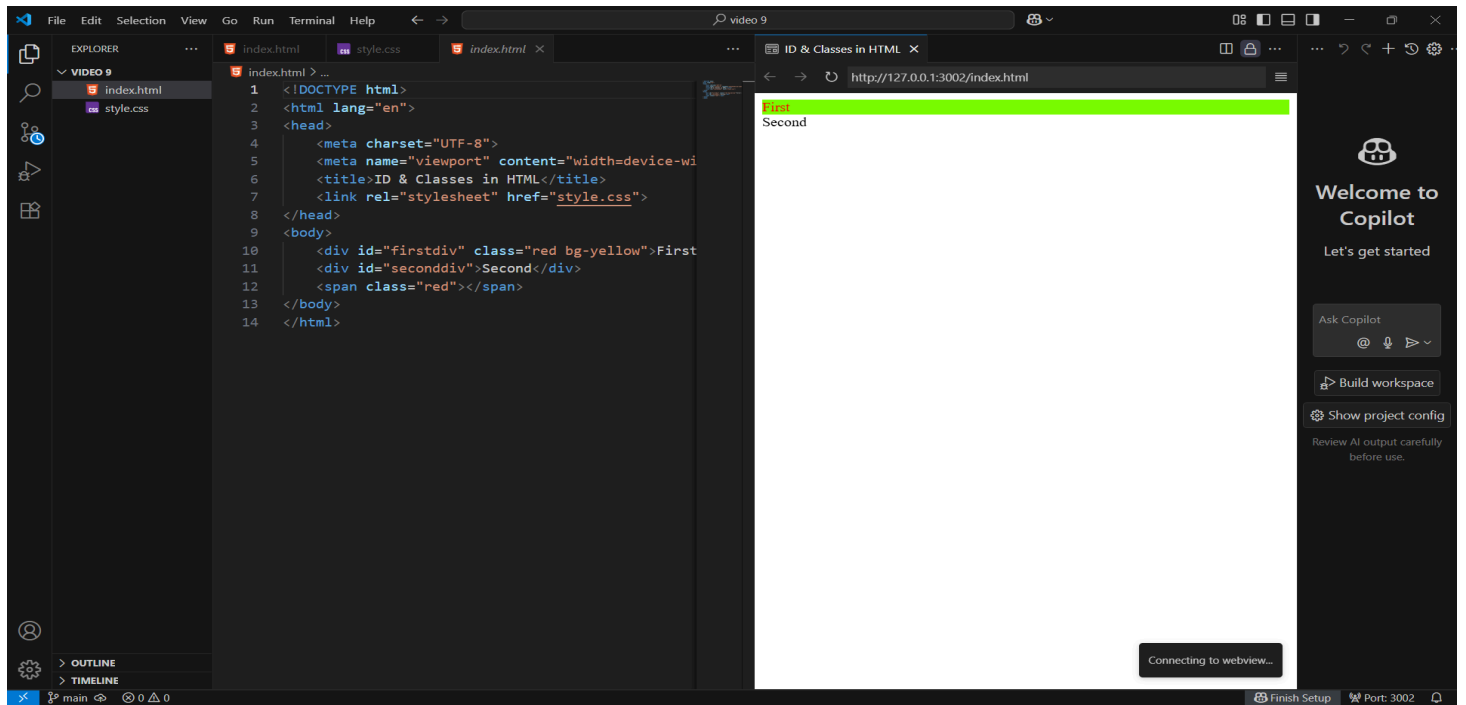 File Edit Selection View Go Run Terminal Help
video 9
EXPLORER
VIDEO 9
index.html
style.css
OUTLINE
TIMELINE
index.html
style.css
index.html
index.html > ...
1 <!DOCTYPE html>
2 <html lang="en">
3 <head>
4 <meta charset="UTF-8">
5 <meta name="viewport" content="width=device-wi
6 <title>ID & Classes in HTML</title>
7 <link rel="stylesheet" href="style.css">
8 </head>
9 <body>
10 <div id="firstdiv" class="red bg-yellow">First
11 <div id="seconddiv">Second</div>
12 <span class="red"></span>
13 </body>
14 </html>
ID & Classes in HTML
http://127.0.0.1:3002/index.html
First
Second
Connecting to webview...
Welcome to
Copilot
Let's get started
Ask Copilot
Build workspace
Show project config
Review AI output carefully
before use.
main 0 0
Finish Setup Port: 3002